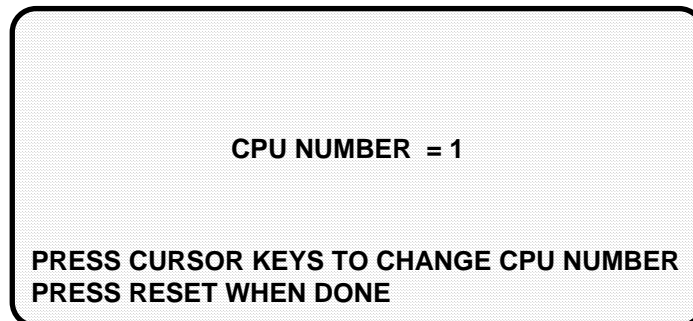 CPU NUMBER = 1
PRESS CURSOR KEYS TO CHANGE CPU NUMBER
PRESS RESET WHEN DONE